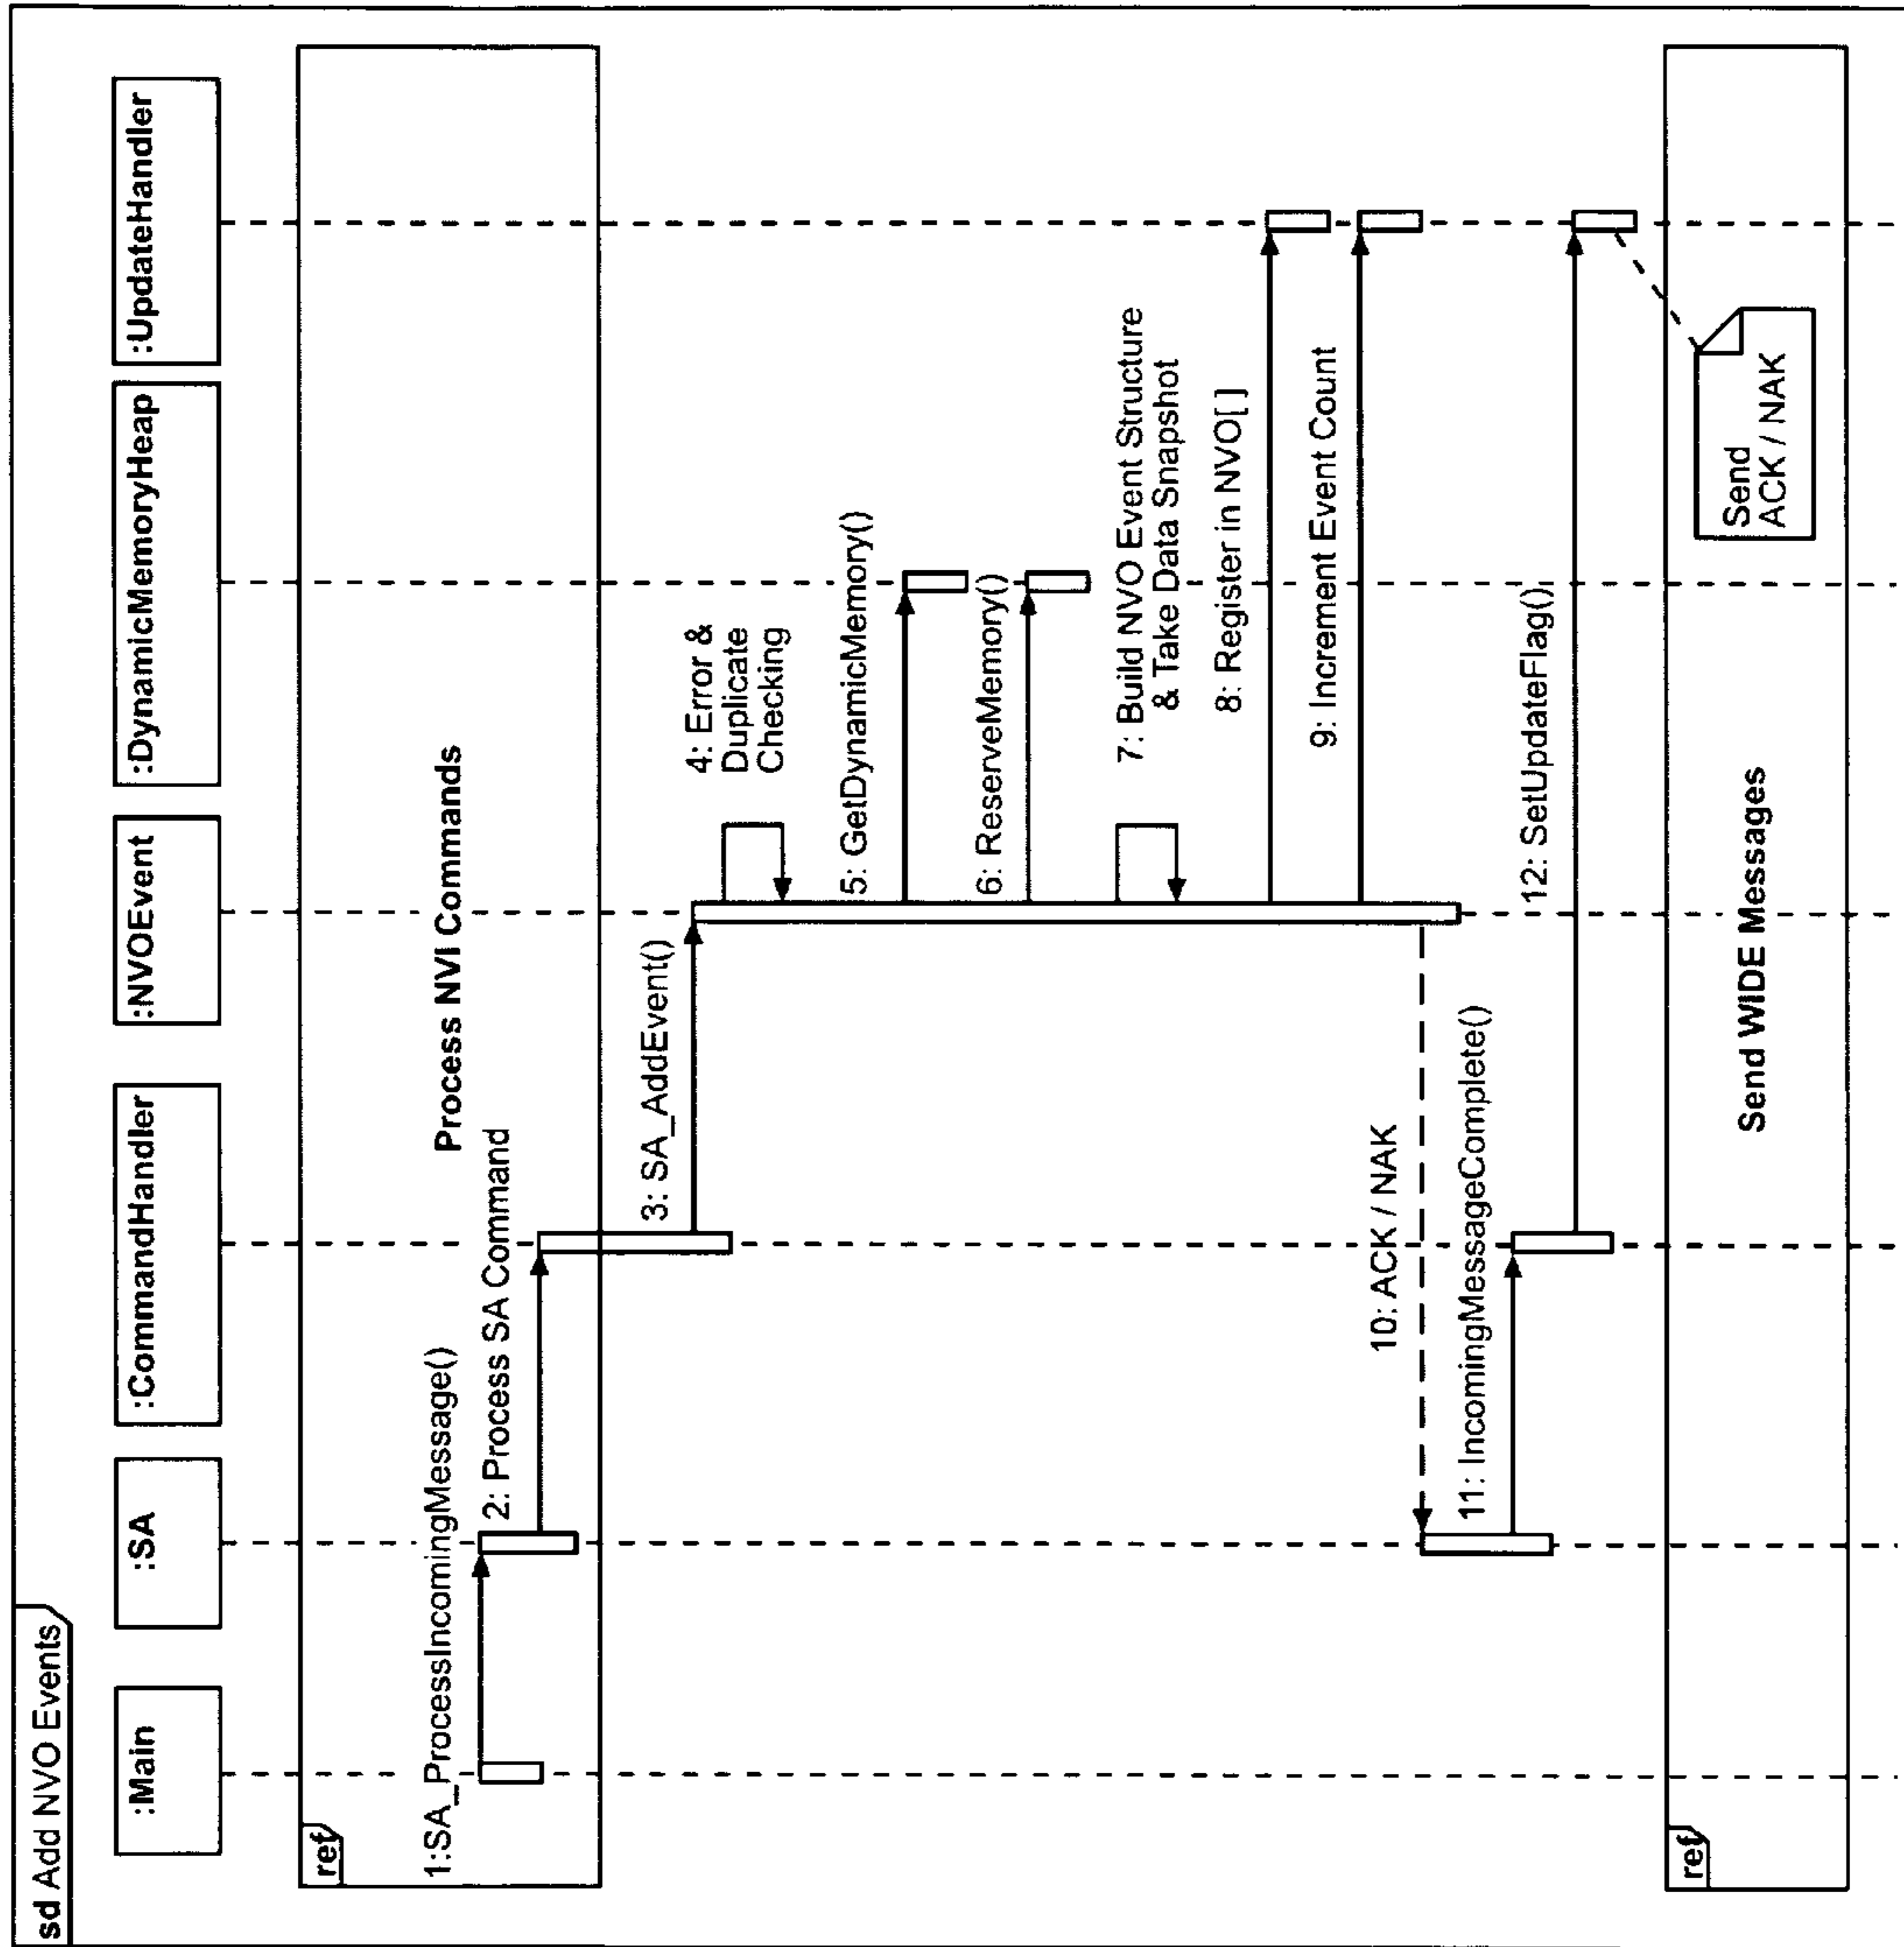 sd Add NVO Events
:Main
:SA
:CommandHandler
:NVOEvent
:DynamicMemoryHeap
:UpdateHandler
ref
Process NVI Commands
1:SA_ProcessIncomingMessage()
2: Process SA Command
3: SA_AddEvent()
4: Error &
Duplicate
Checking
5: GetDynamicMemory()
6: ReserveMemory()
7: Build NVO Event Structure
& Take Data Snapshot
8: Register in NVO[ ]
9: Increment Event Count
10: ACK / NAK
11: IncomingMessageComplete()
12: SetUpdateFlag()
ref
Send WIDE Messages
Send
ACK / NAK